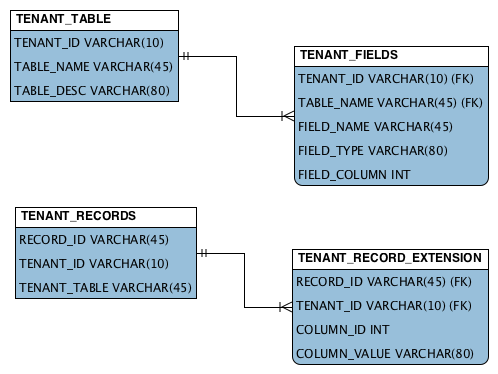 TENANT_TABLE
TENANT_ID VARCHAR(10)
TABLE_NAME VARCHAR(45)
TABLE_DESC VARCHAR(80)
TENANT_FIELDS
TENANT_ID VARCHAR(10) (FK)
TABLE_NAME VARCHAR(45) (FK)
FIELD_NAME VARCHAR(45)
FIELD_TYPE VARCHAR(80)
FIELD_COLUMN INT
TENANT_RECORDS
RECORD_ID VARCHAR(45)
TENANT_ID VARCHAR(10)
TENANT_TABLE VARCHAR(45)
TENANT_RECORD_EXTENSION
RECORD_ID VARCHAR(45) (FK)
TENANT_ID VARCHAR(10) (FK)
COLUMN_ID INT
COLUMN_VALUE VARCHAR(80)